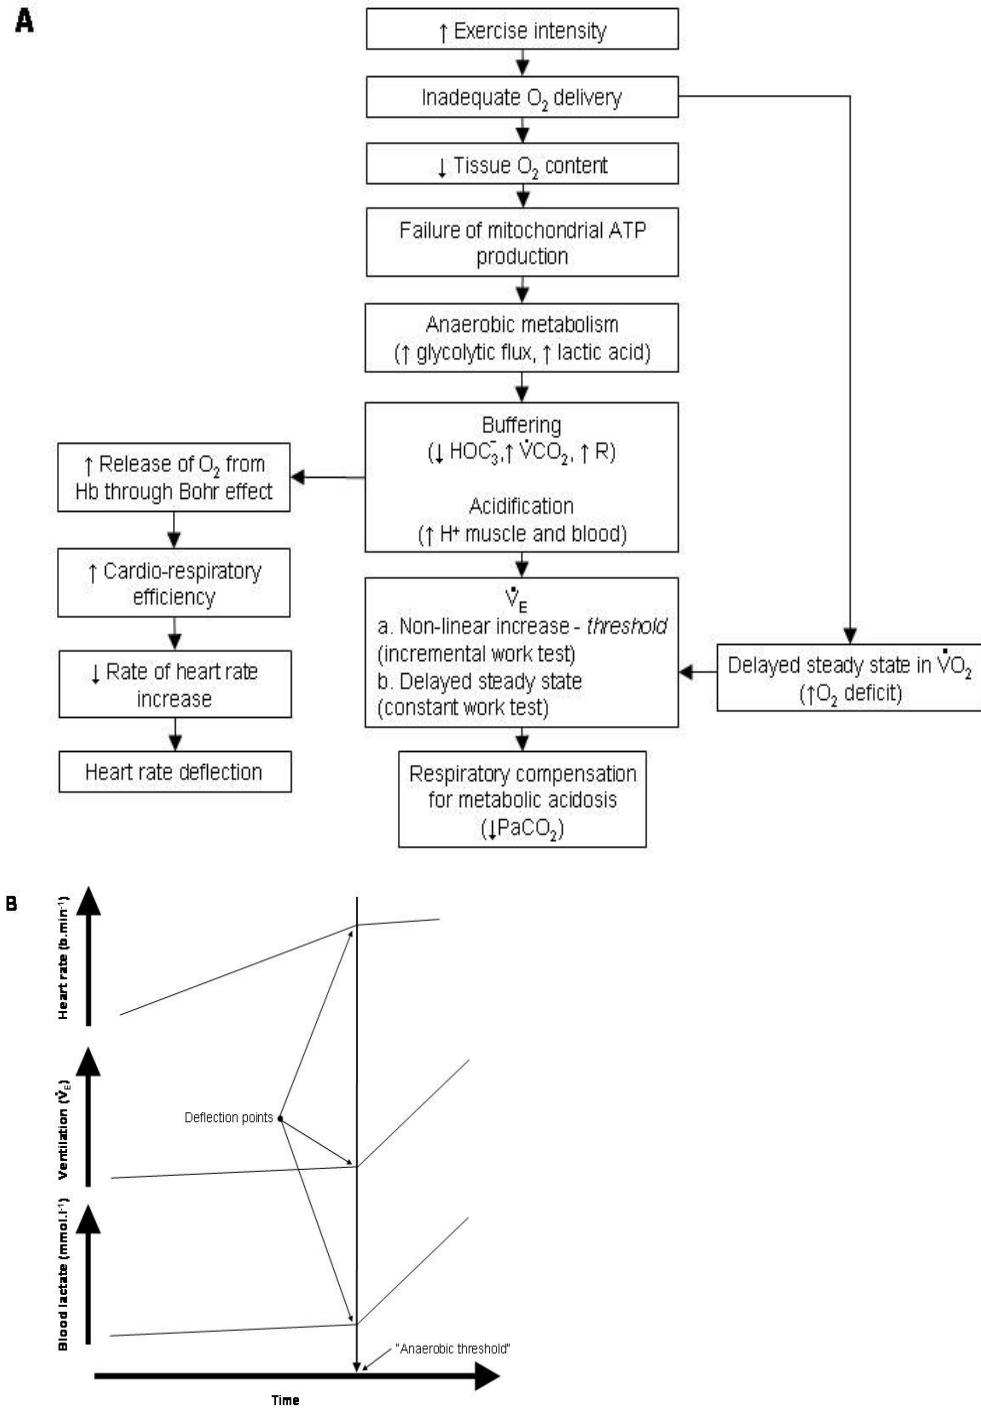 A
↑ Exercise intensity
Inadequate O₂ delivery
↓ Tissue O₂ content
Failure of mitochondrial ATP
production
Anaerobic metabolism
(↑ glycolytic flux, ↑ lactic acid)
Buffering
(↓ HOC₃⁻,↑ V̇CO₂, ↑ R)
Acidification
(↑ H⁺ muscle and blood)
↑ Release of O₂ from
Hb through Bohr effect
↑ Cardio-respiratory
efficiency
↓ Rate of heart rate
increase
Heart rate deflection
V̇E
a. Non-linear increase - threshold
(incremental work test)
b. Delayed steady state
(constant work test)
Delayed steady state in V̇O₂
(↑O₂ deficit)
Respiratory compensation
for metabolic acidosis
(↓PaCO₂)
B
Heart rate (b.min⁻¹)
Ventilation (V̇E)
Blood lactate (mmol.l⁻¹)
Deflection points
"Anaerobic threshold"
Time